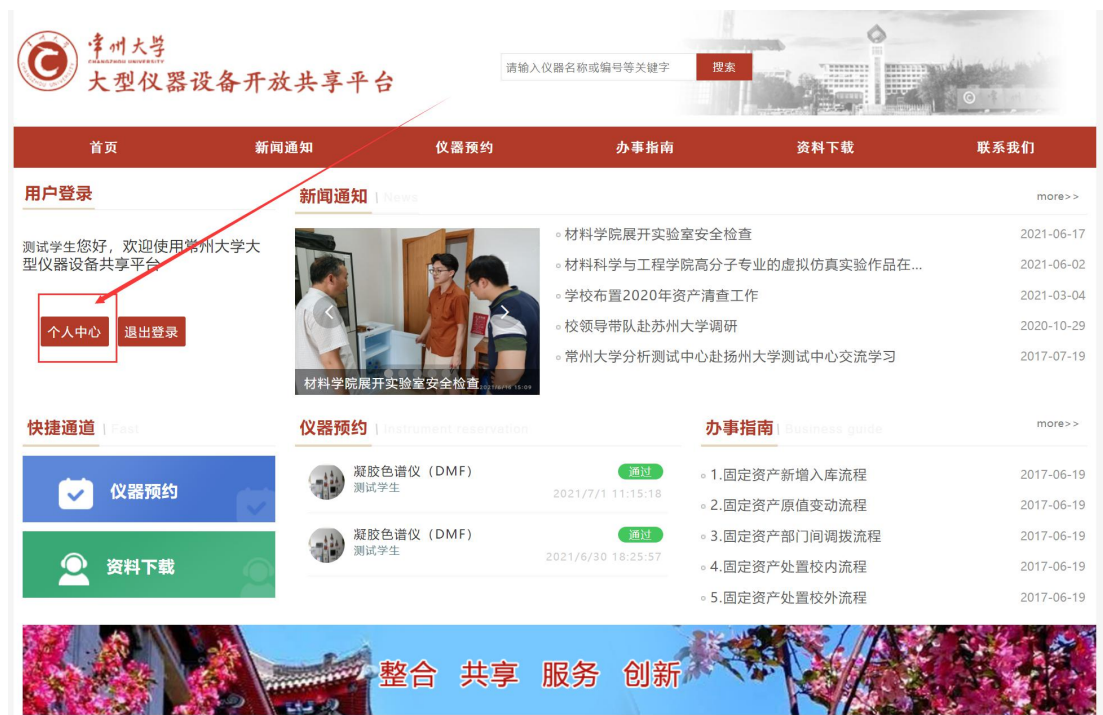 常州大学
CHANGZHOU UNIVERSITY
大型仪器设备开放共享平台
请输入仪器名称或编号等关键字
搜索
首页
新闻通知
仪器预约
办事指南
资料下载
联系我们
用户登录
测试学生您好，欢迎使用常州大学大
型仪器设备共享平台
个人中心
退出登录
新闻通知 | News
more>>
材料学院展开实验室安全检查
2021/6/16 15:09
材料学院展开实验室安全检查 2021-06-17
材料科学与工程学院高分子专业的虚拟仿真实验作品在... 2021-06-02
学校布置2020年资产清查工作 2021-03-04
校领导带队赴苏州大学调研 2020-10-29
常州大学分析测试中心赴扬州大学测试中心交流学习 2017-07-19
快捷通道 | Fast
仪器预约
资料下载
仪器预约 | Instrument reservation
凝胶色谱仪（DMF） 通过
测试学生 2021/7/1 11:15:18
凝胶色谱仪（DMF） 通过
测试学生 2021/6/30 18:25:57
办事指南 | Business guide
more>>
1.固定资产新增入库流程 2017-06-19
2.固定资产原值变动流程 2017-06-19
3.固定资产部门间调拨流程 2017-06-19
4.固定资产处置校内流程 2017-06-19
5.固定资产处置校外流程 2017-06-19
整合 共享 服务 创新